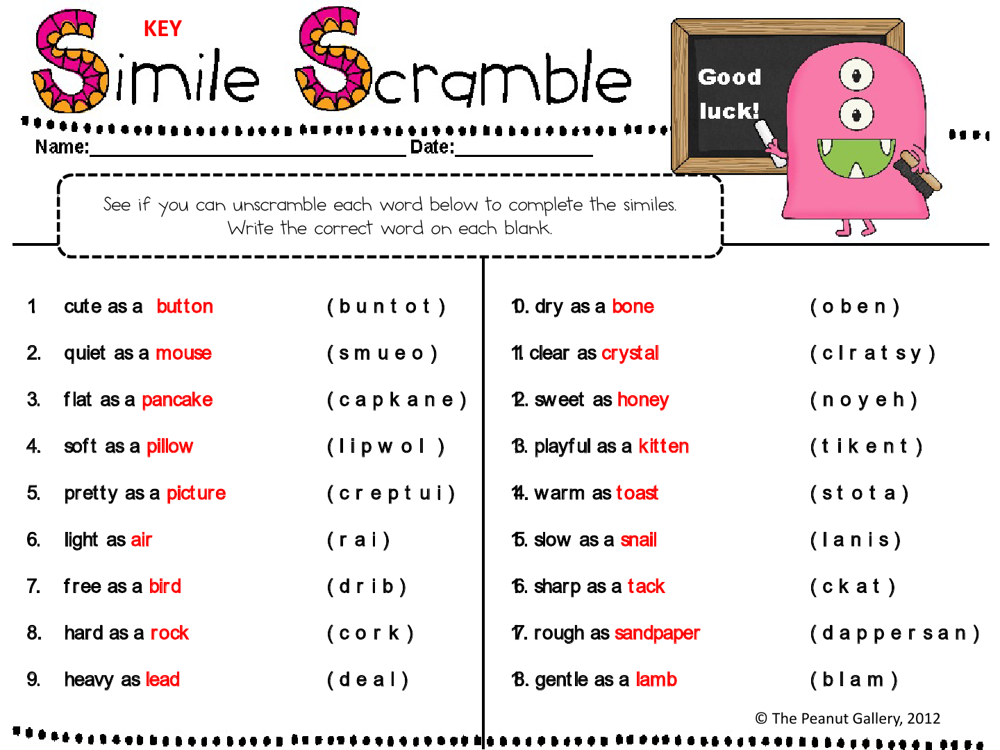 KEY
Simile Scramble
Good
luck!
Name:____________________ Date:__________
See if you can unscramble each word below to complete the similes.
Write the correct word on each blank.
1 cute as a button ( b u n t o t )
2. quiet as a mouse ( s m u e o )
3. flat as a pancake ( c a p k a n e )
4. soft as a pillow ( l i p w o l )
5. pretty as a picture ( c r e p t u i )
6. light as air ( r a i )
7. free as a bird ( d r i b )
8. hard as a rock ( c o r k )
9. heavy as lead ( d e a l )
10. dry as a bone ( o b e n )
11. clear as crystal ( c l r a t s y )
12. sweet as honey ( n o y e h )
13. playful as a kitten ( t i k e n t )
14. warm as toast ( s t o t a )
15. slow as a snail ( l a n i s )
16. sharp as a tack ( c k a t )
17. rough as sandpaper ( d a p p e r s a n )
18. gentle as a lamb ( b l a m )
© The Peanut Gallery, 2012